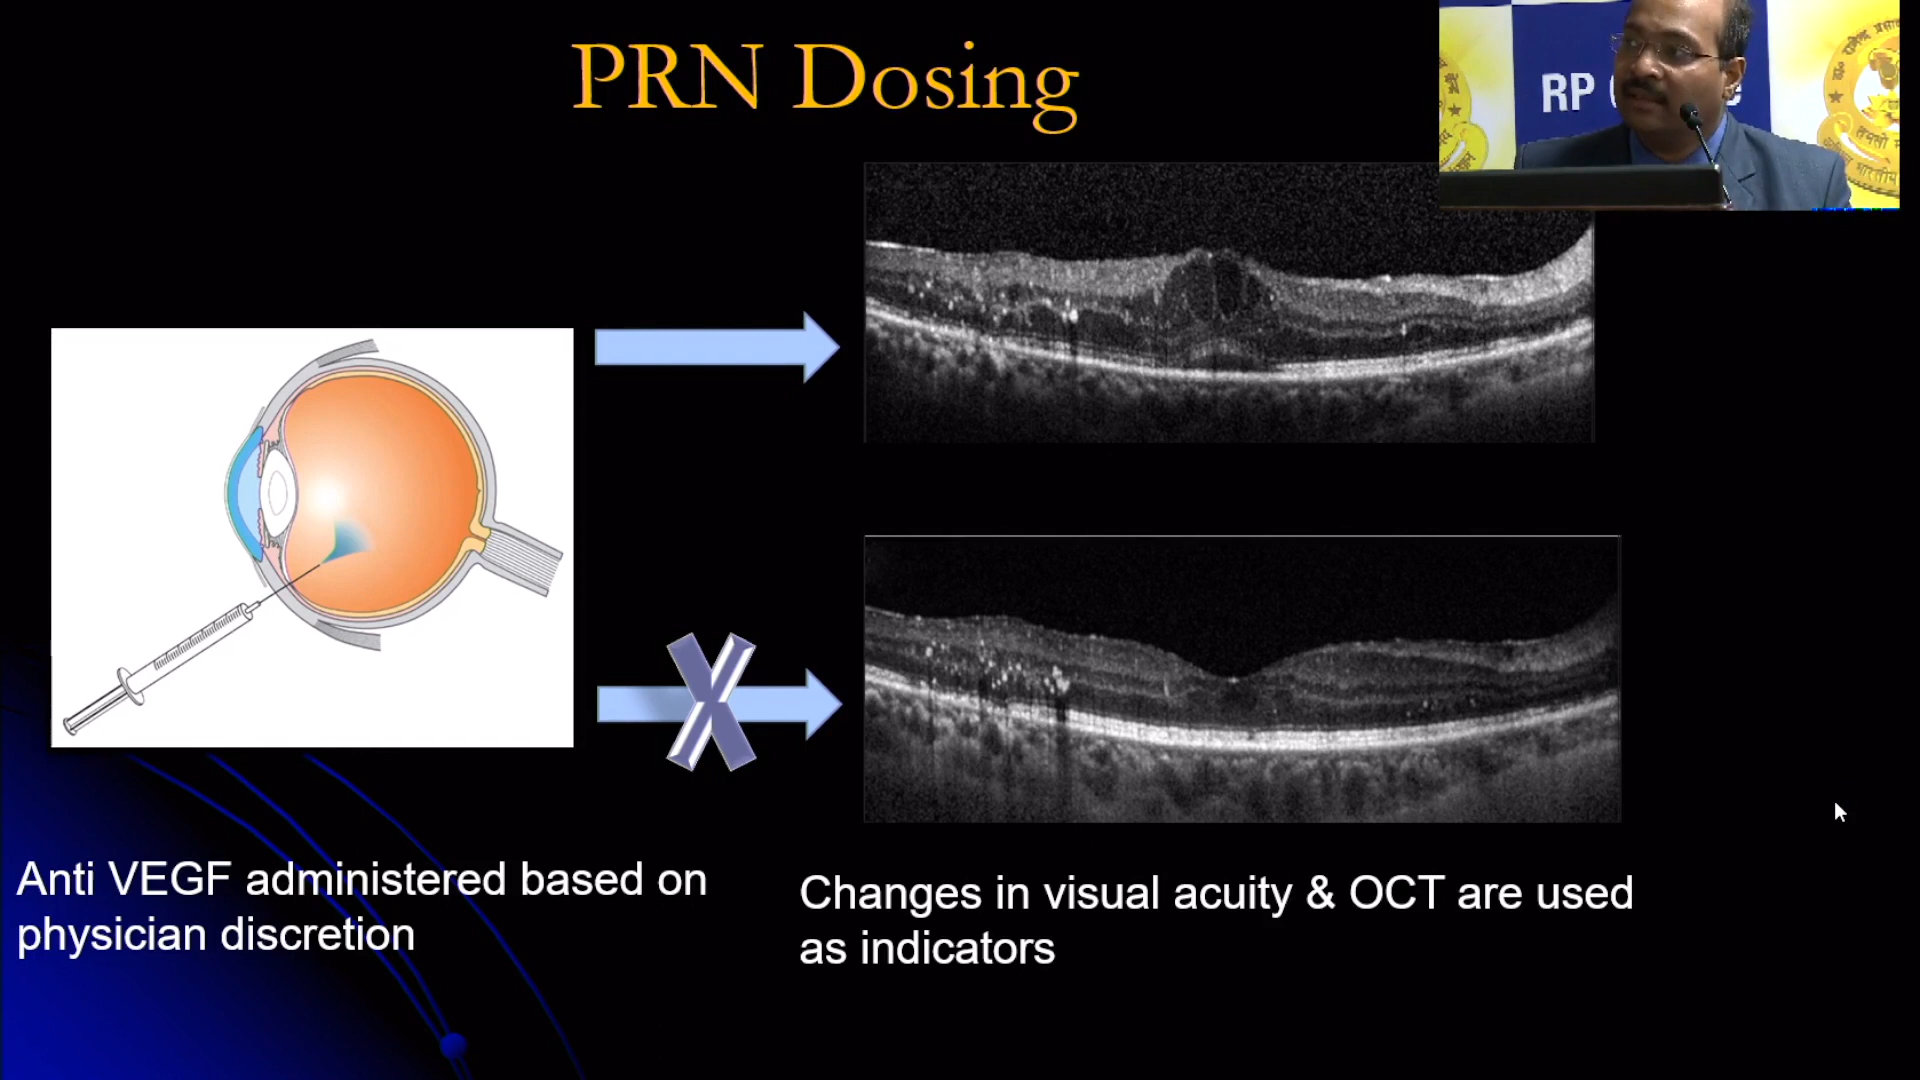 PRN Dosing
RP
Anti VEGF administered based on
physician discretion
Changes in visual acuity & OCT are used
as indicators